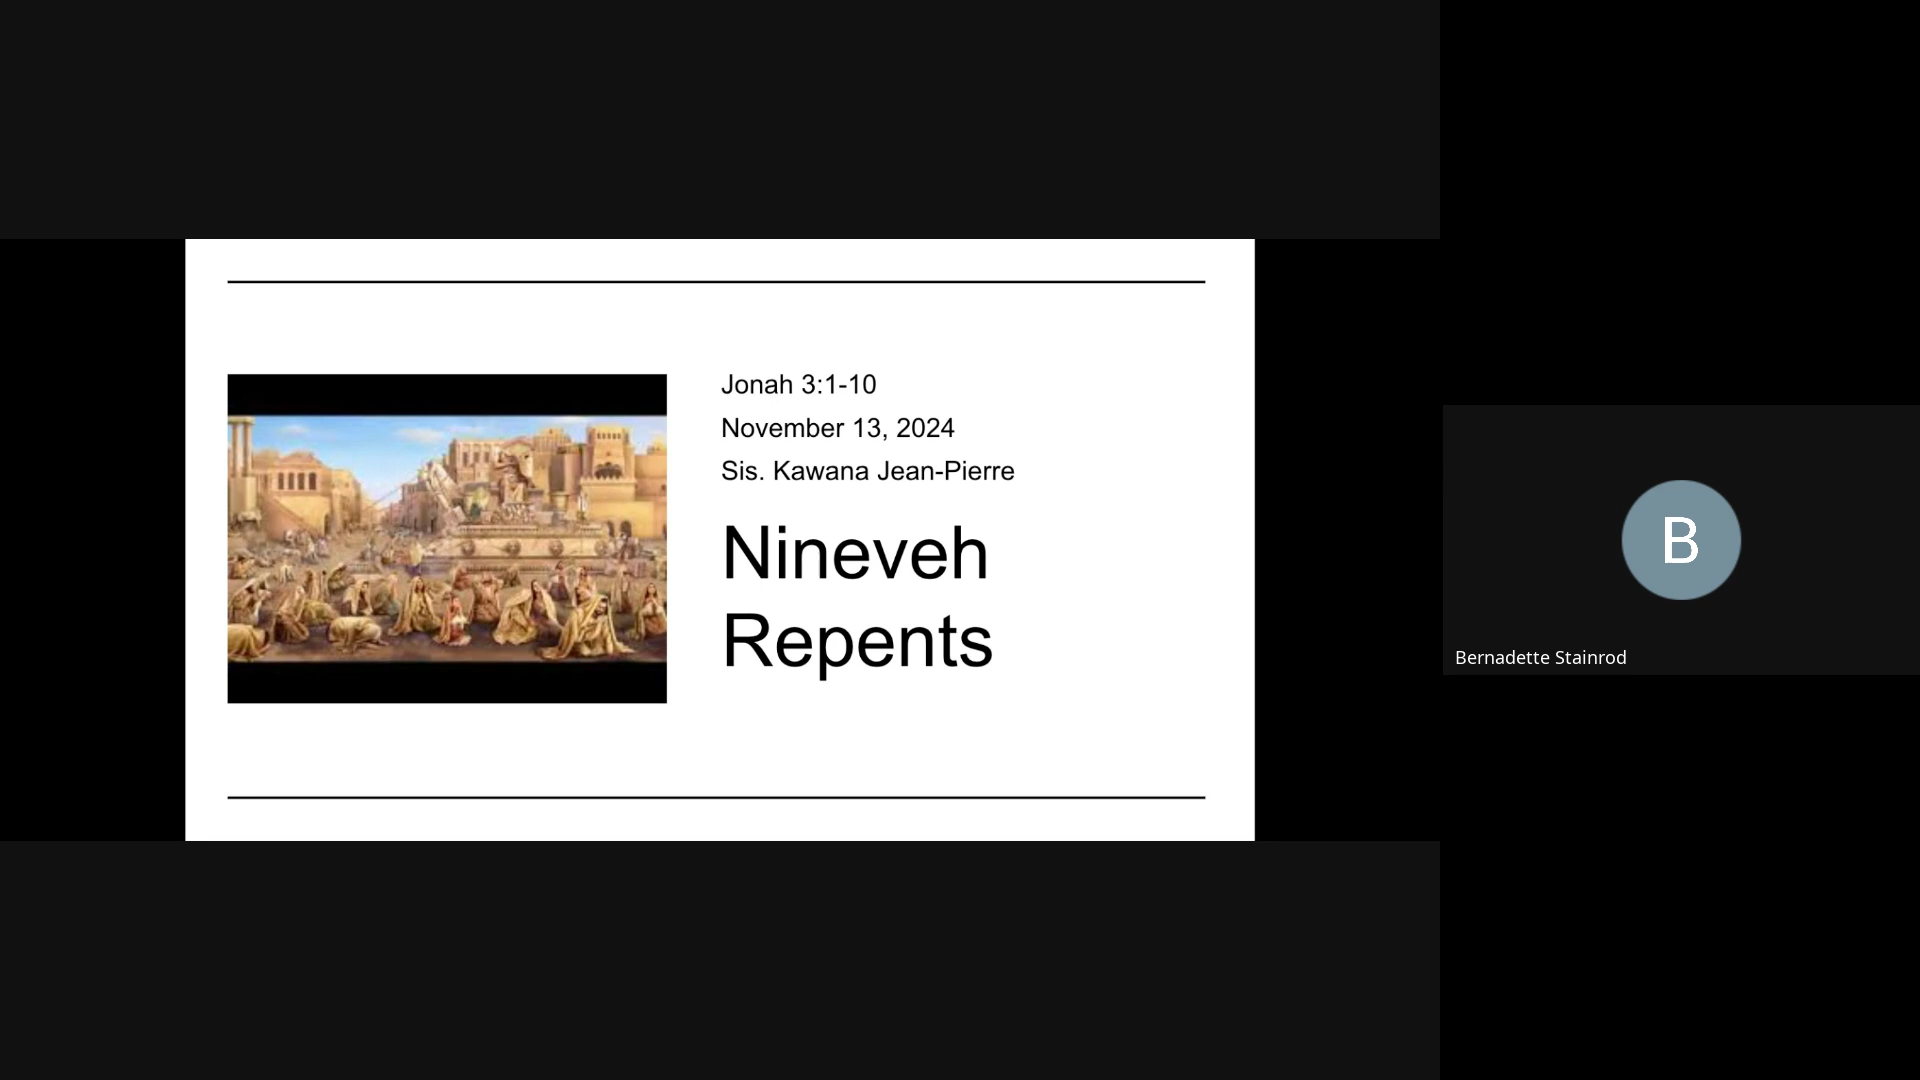 Jonah 3:1-10
November 13, 2024
Sis. Kawana Jean-Pierre
Nineveh
Repents
B
Bernadette Stainrod